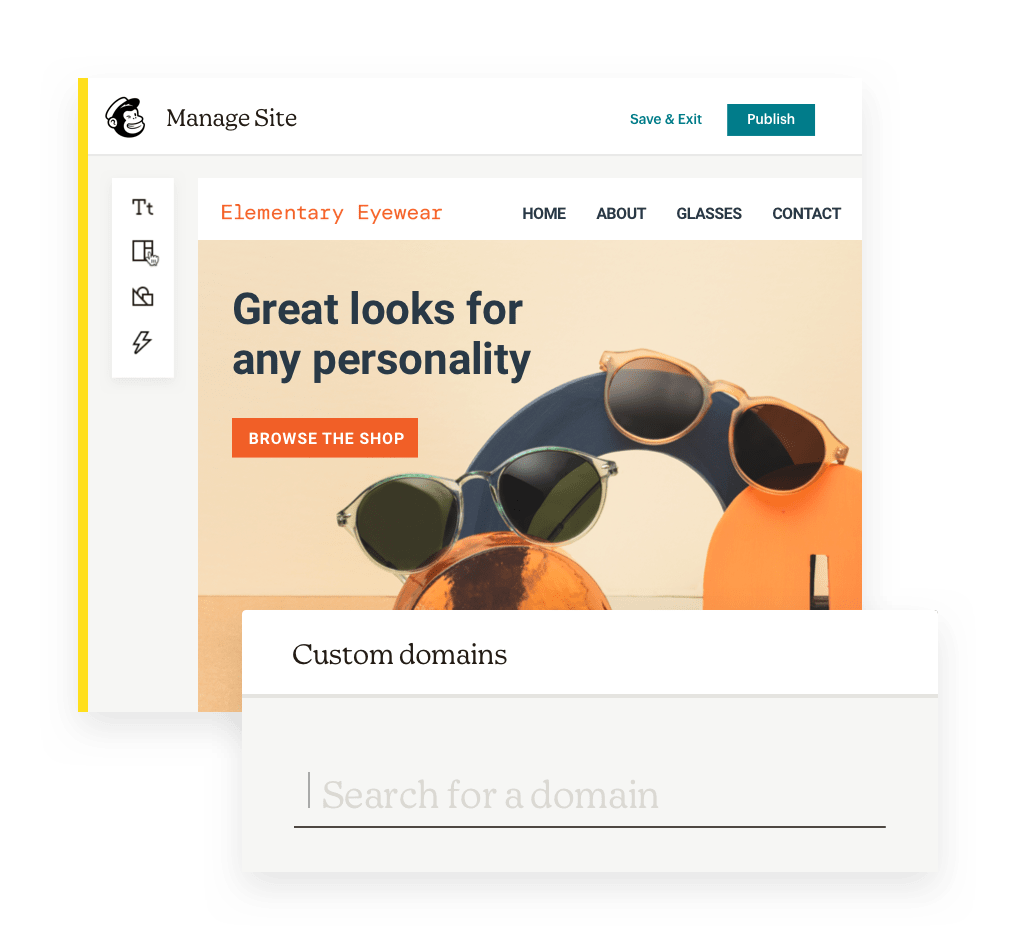 Manage Site
Save & Exit
Publish
Tt
Elementary Eyewear
HOME
ABOUT
GLASSES
CONTACT
Great looks for
any personality
BROWSE THE SHOP
Custom domains
Search for a domain